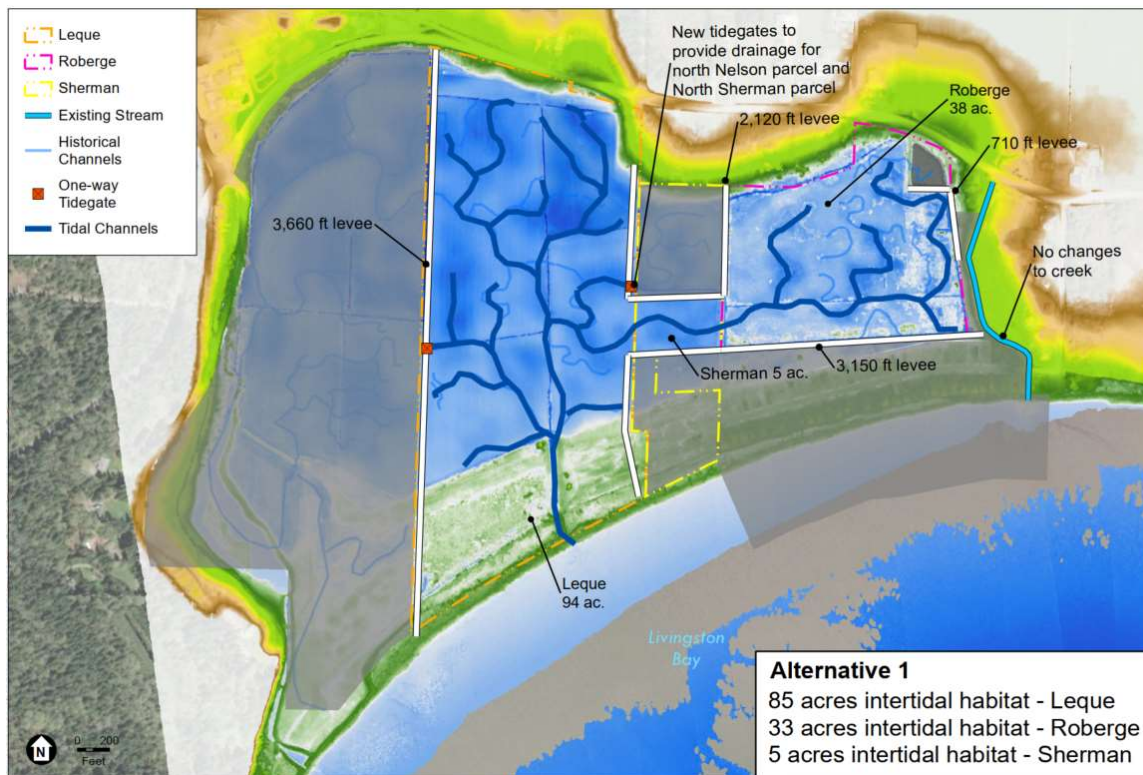 Leque
Roberge
Sherman
Existing Stream
Historical
Channels
One-way
Tidegate
Tidal Channels
New tidegates to
provide drainage for
north Nelson parcel and
North Sherman parcel
2,120 ft levee
Roberge
38 ac.
710 ft levee
3,660 ft levee
No changes
to creek
Sherman 5 ac.
3,150 ft levee
Leque
94 ac.
Livingston
Bay
N
0 200
Feet
Alternative 1
85 acres intertidal habitat - Leque
33 acres intertidal habitat - Roberge
5 acres intertidal habitat - Sherman